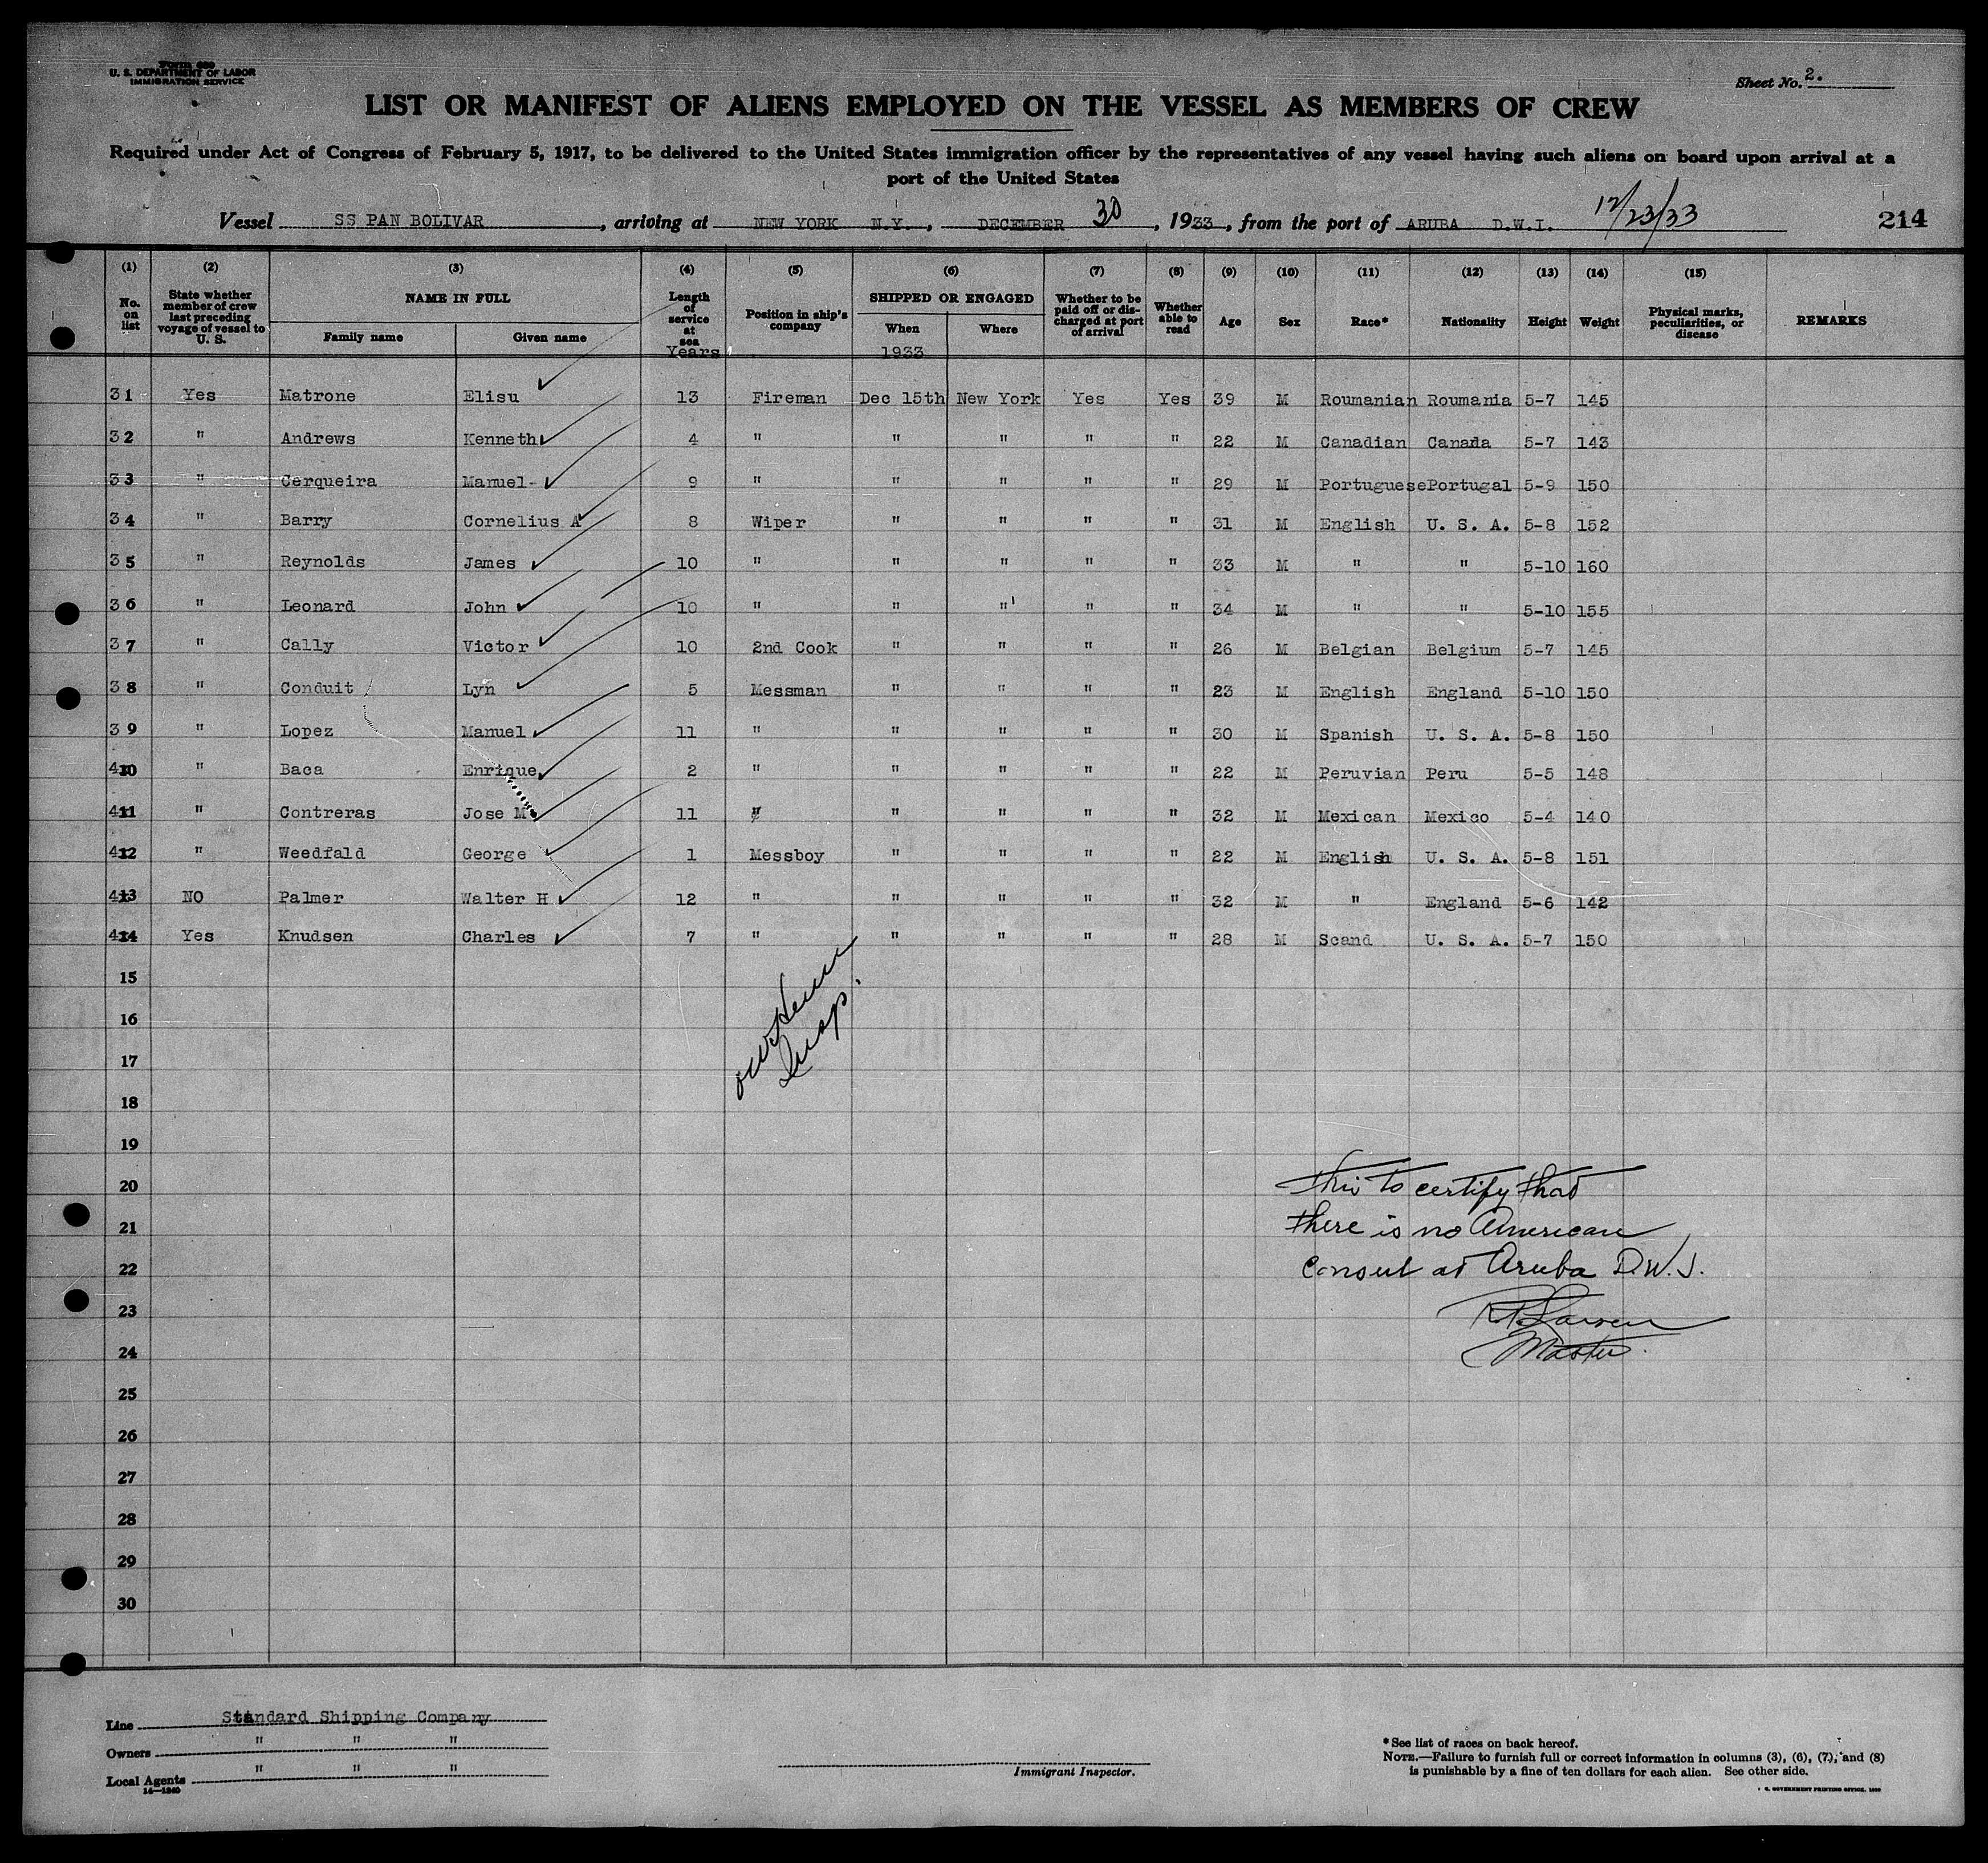 Form 680
U. S. DEPARTMENT OF LABOR
IMMIGRATION SERVICE
Sheet No. 2.
LIST OR MANIFEST OF ALIENS EMPLOYED ON THE VESSEL AS MEMBERS OF CREW
Required under Act of Congress of February 5, 1917, to be delivered to the United States immigration officer by the representatives of any vessel having such aliens on board upon arrival at a
port of the United States
Vessel SS PAN BOLIVAR, arriving at NEW YORK N.Y., DECEMBER 30, 1933, from the port of ARUBA D.W.I. 12/23/33 214
(1) (2) (3) (4) (5) (6) (7) (8) (9) (10) (11) (12) (13) (14) (15)
No. on list State whether member of crew last preceding voyage of vessel to U. S. NAME IN FULL Family name Given name Length of service at sea Years Position in ship's company SHIPPED OR ENGAGED When 1933 Where Whether to be paid off or discharged at port of arrival Whether able to read Age Sex Race* Nationality Height Weight Physical marks, peculiarities, or disease REMARKS
31 Yes Matrone Elisu 13 Fireman Dec 15th New York Yes Yes 39 M Roumanian Roumania 5-7 145
32 " Andrews Kenneth 4 " " " " " 22 M Canadian Canada 5-7 143
33 " Cerqueira Manuel 9 " " " " " 29 M Portuguese Portugal 5-9 150
34 " Barry Cornelius A 8 Wiper " " " " 31 M English U. S. A. 5-8 152
35 " Reynolds James 10 " " " " " 33 M " " 5-10 160
36 " Leonard John 10 " " " " " 34 M " " 5-10 155
37 " Cally Victor 10 2nd Cook " " " " 26 M Belgian Belgium 5-7 145
38 " Conduit Lyn 5 Messman " " " " 23 M English England 5-10 150
39 " Lopez Manuel 11 " " " " " 30 M Spanish U. S. A. 5-8 150
40 " Baca Enrique 2 " " " " " 22 M Peruvian Peru 5-5 148
41 " Contreras Jose M 11 " " " " " 32 M Mexican Mexico 5-4 140
42 " Weedfald George 1 Messboy " " " " 22 M English U. S. A. 5-8 151
43 NO Palmer Walter H 12 " " " " " 32 M " England 5-6 142
44 Yes Knudsen Charles 7 " " " " " 28 M Scand U. S. A. 5-7 150
15
16
Insp.
17
18
19
20
this to certify that
21
there is no American
22
Consul at Aruba D.W.I.
23
24
Master
25
26
27
28
29
30
Line Standard Shipping Company
Owners " " "
Local Agents " " "
14—1240
Immigrant Inspector.
* See list of races on back hereof.
NOTE.—Failure to furnish full or correct information in columns (3), (6), (7), and (8)
is punishable by a fine of ten dollars for each alien. See other side.